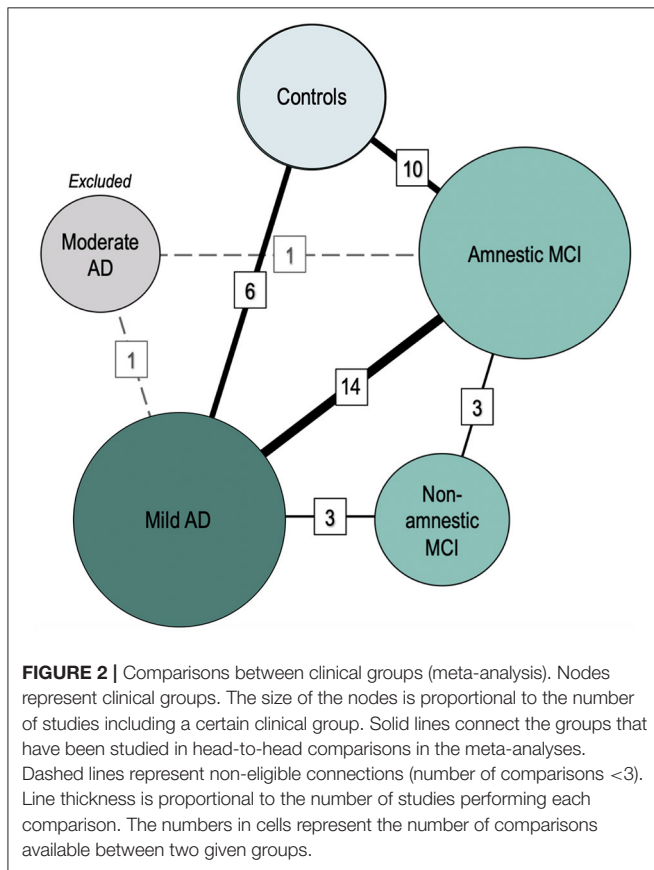 Controls
10
Excluded
Moderate
AD
1
Amnestic MCI
6
1
14
3
Mild AD
3
Non-
amnestic
MCI
FIGURE 2 | Comparisons between clinical groups (meta-analysis). Nodes
represent clinical groups. The size of the nodes is proportional to the number
of studies including a certain clinical group. Solid lines connect the groups that
have been studied in head-to-head comparisons in the meta-analyses.
Dashed lines represent non-eligible connections (number of comparisons <3).
Line thickness is proportional to the number of studies performing each
comparison. The numbers in cells represent the number of comparisons
available between two given groups.